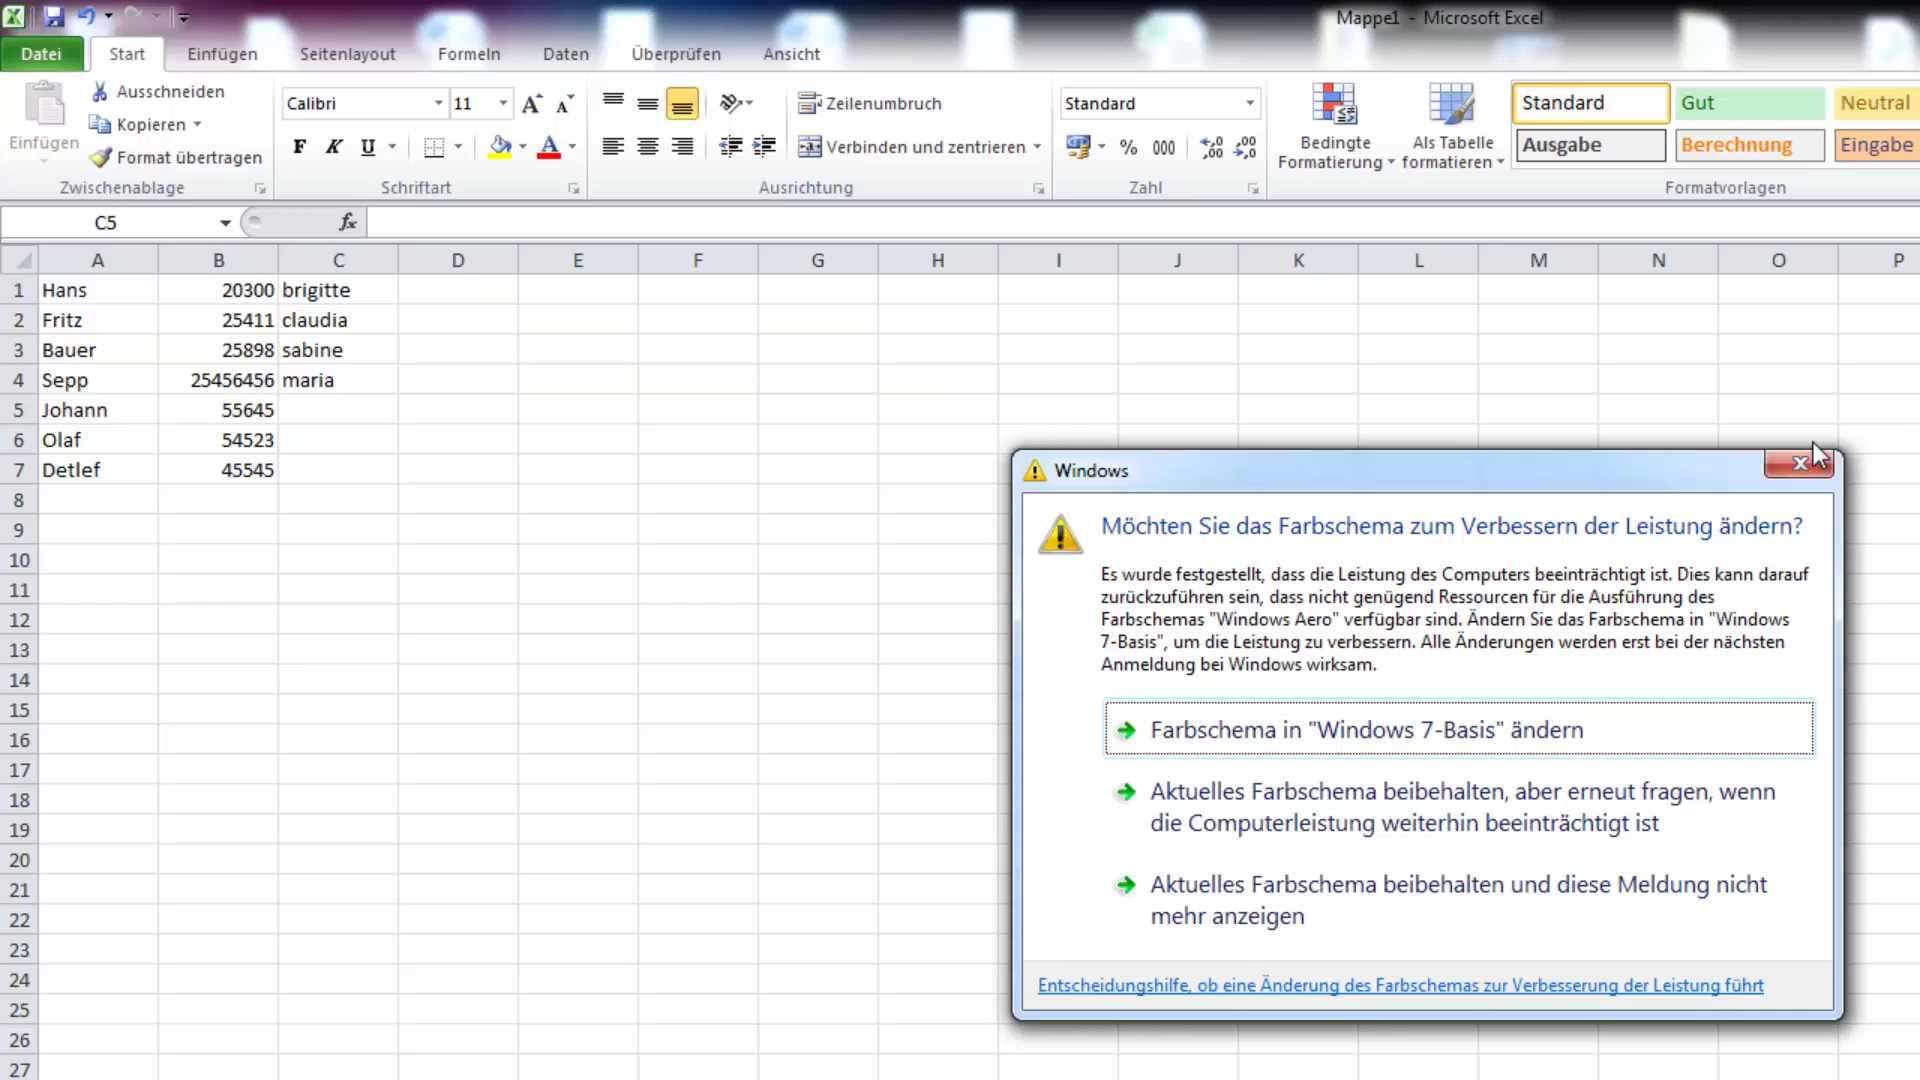 Mappe1 - Microsoft Excel
Datei Start Einfügen Seitenlayout Formeln Daten Überprüfen Ansicht
Einfügen
Ausschneiden
Kopieren
Format übertragen
Zwischenablage
Calibri 11
F K U
Schriftart
Zeilenumbruch
Verbinden und zentrieren
Ausrichtung
Standard
% 000
Zahl
Bedingte
Formatierung
Als Tabelle
formatieren
Standard Gut Neutral
Ausgabe Berechnung Eingabe
Formatvorlagen
C5 fx
A B C D E F G H I J K L M N O P
1 Hans 20300 brigitte
2 Fritz 25411 claudia
3 Bauer 25898 sabine
4 Sepp 25456456 maria
5 Johann 55645
6 Olaf 54523
7 Detlef 45545
8
9
10
11
12
13
14
15
16
17
18
19
20
21
22
23
24
25
26
27
Windows
Möchten Sie das Farbschema zum Verbessern der Leistung ändern?
Es wurde festgestellt, dass die Leistung des Computers beeinträchtigt ist. Dies kann darauf
zurückzuführen sein, dass nicht genügend Ressourcen für die Ausführung des
Farbschemas "Windows Aero" verfügbar sind. Ändern Sie das Farbschema in "Windows
7-Basis", um die Leistung zu verbessern. Alle Änderungen werden erst bei der nächsten
Anmeldung bei Windows wirksam.
Farbschema in "Windows 7-Basis" ändern
Aktuelles Farbschema beibehalten, aber erneut fragen, wenn
die Computerleistung weiterhin beeinträchtigt ist
Aktuelles Farbschema beibehalten und diese Meldung nicht
mehr anzeigen
Entscheidungshilfe, ob eine Änderung des Farbschemas zur Verbesserung der Leistung führt